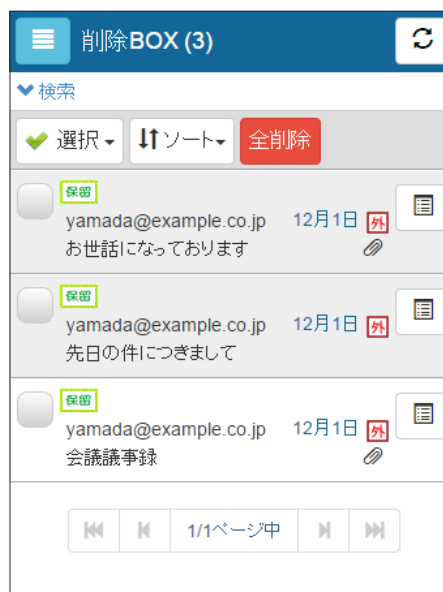 削除BOX (3)
検索
選択 ソート 全削除
保留
yamada@example.co.jp 12月1日 外
お世話になっております
保留
yamada@example.co.jp 12月1日 外
先日の件につきまして
保留
yamada@example.co.jp 12月1日 外
会議議事録
1/1ページ中